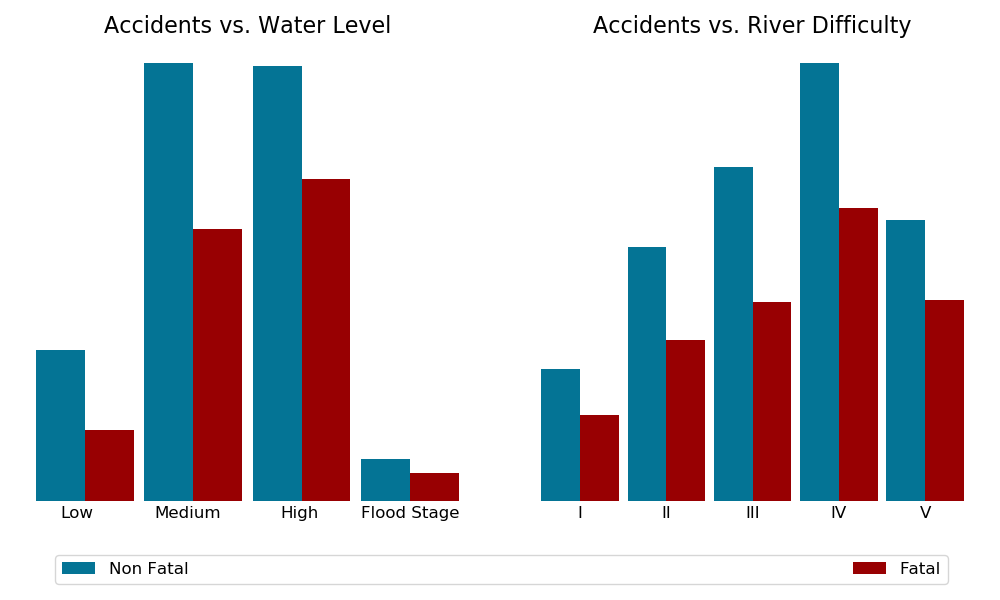 Accidents vs. Water Level
Accidents vs. River Difficulty
Low Medium High Flood Stage
I II III IV V
Non Fatal Fatal